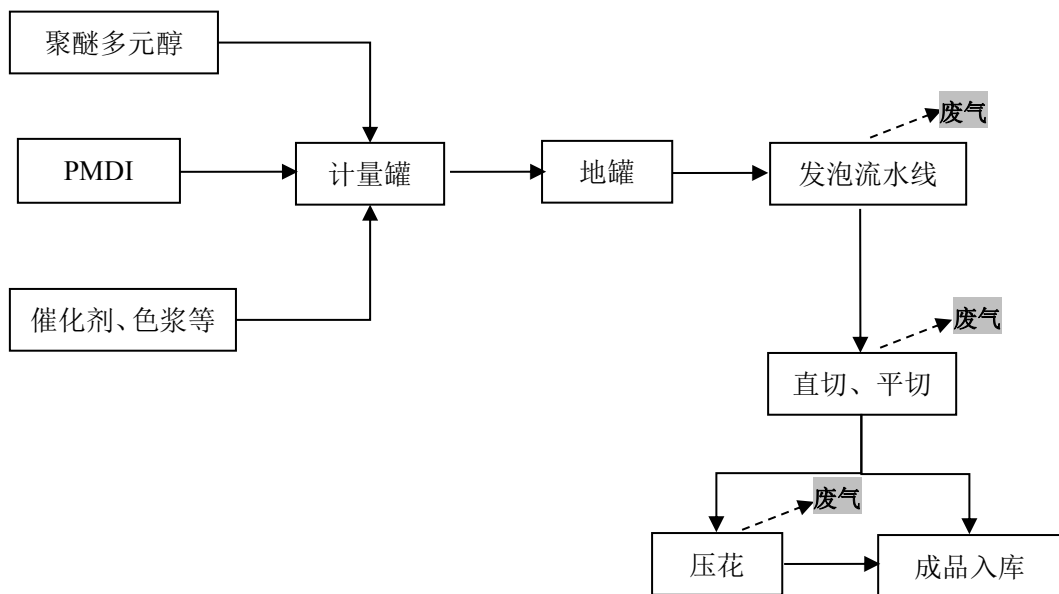 聚醚多元醇
废气
PMDI
计量罐
地罐
发泡流水线
催化剂、色浆等
废气
直切、平切
废气
压花
成品入库